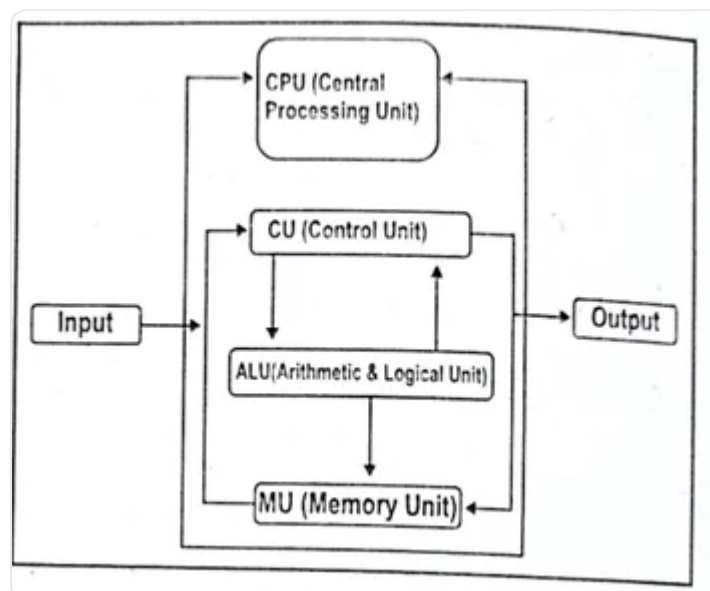 CPU (Central
Processing Unit)
CU (Control Unit)
Input
Output
ALU(Arithmetic & Logical Unit)
MU (Memory Unit)